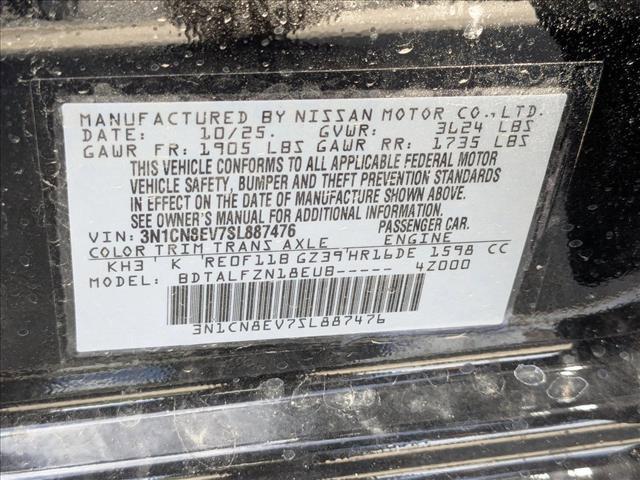 MANUFACTURED BY NISSAN MOTOR CO.,LTD.
DATE: 10/25. GVWR: 3624 LBS
GAWR FR: 1905 LBS GAWR RR: 1735 LBS
THIS VEHICLE CONFORMS TO ALL APPLICABLE FEDERAL MOTOR
VEHICLE SAFETY, BUMPER AND THEFT PREVENTION STANDARDS
IN EFFECT ON THE DATE OF MANUFACTURE SHOWN ABOVE.
SEE OWNER'S MANUAL FOR ADDITIONAL INFORMATION.
VIN: 3N1CN8EV7SL887476 PASSENGER CAR.
COLOR TRIM TRANS AXLE ENGINE
KH3 K RE0F11B GZ39 HR16DE 1598 CC
MODEL: BDTALFZN18EUB----- 4Z000
3N1CN8EV7SL887476